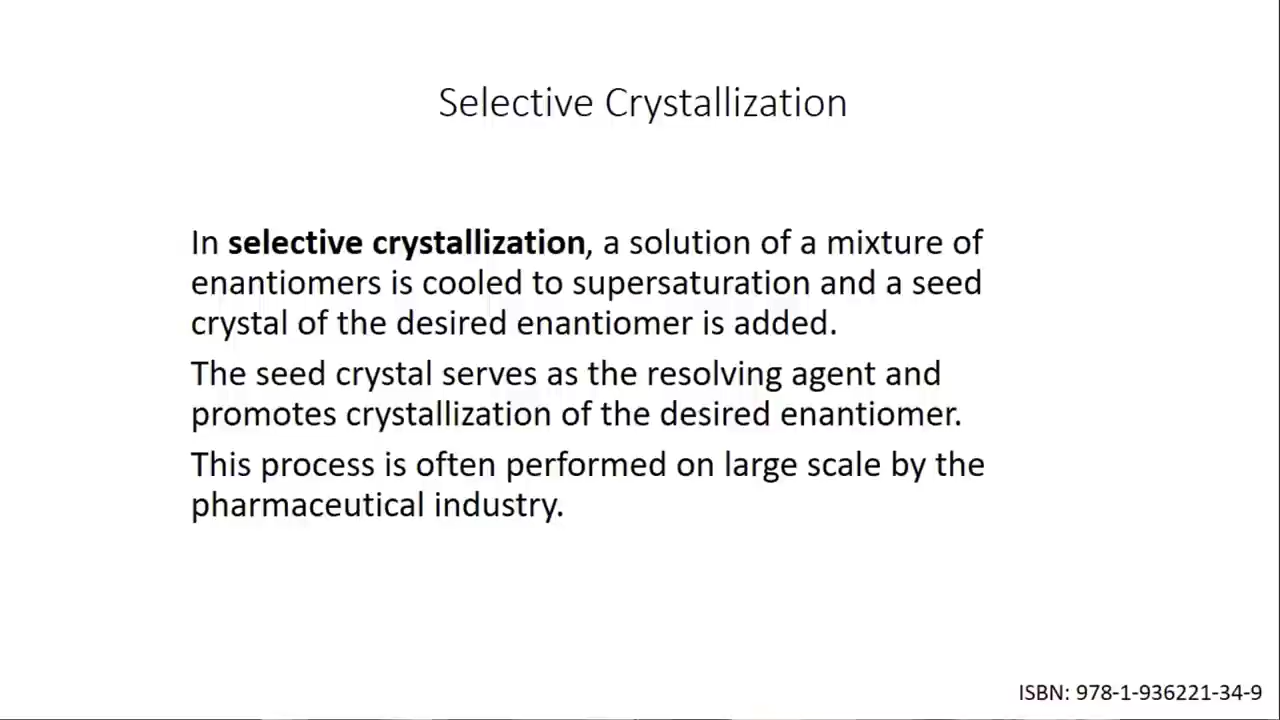 Selective Crystallization
In selective crystallization, a solution of a mixture of
enantiomers is cooled to supersaturation and a seed
crystal of the desired enantiomer is added.
The seed crystal serves as the resolving agent and
promotes crystallization of the desired enantiomer.
This process is often performed on large scale by the
pharmaceutical industry.
ISBN: 978-1-936221-34-9